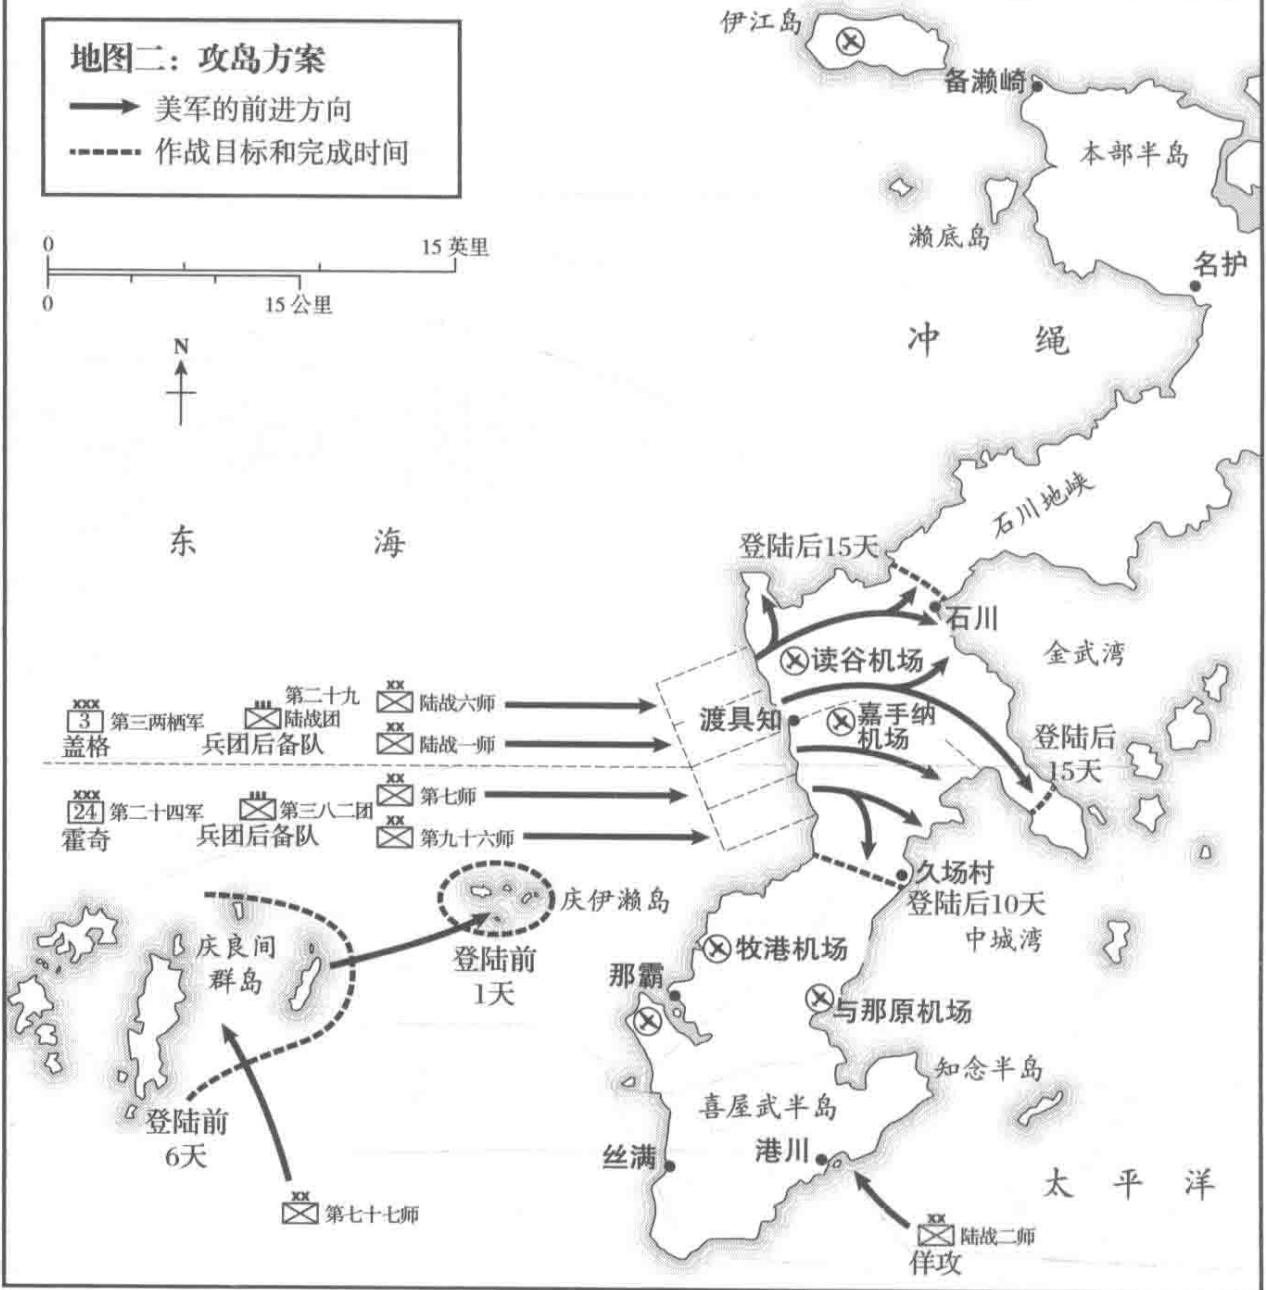 地图二：攻岛方案
美军的前进方向
作战目标和完成时间
0
15 英里
0
15 公里
N
伊江岛
备濑崎
本部半岛
濑底岛
名护
冲 绳
东 海
石川地峡
登陆后15天
石川
金武湾
读谷机场
渡具知
嘉手纳
机场
登陆后
15天
xxx
3
第三两栖军
盖格
III
第二十九
陆战团
兵团后备队
xx
陆战六师
xx
陆战一师
xxx
24
第二十四军
霍奇
III
第三八二团
兵团后备队
xx
第七师
xx
第九十六师
久场村
登陆后10天
中城湾
庆伊濑岛
登陆前
1天
庆良间
群岛
牧港机场
那霸
与那原机场
知念半岛
喜屋武半岛
登陆前
6天
丝满
港川
太 平 洋
xx
第七十七师
xx
陆战二师
佯攻